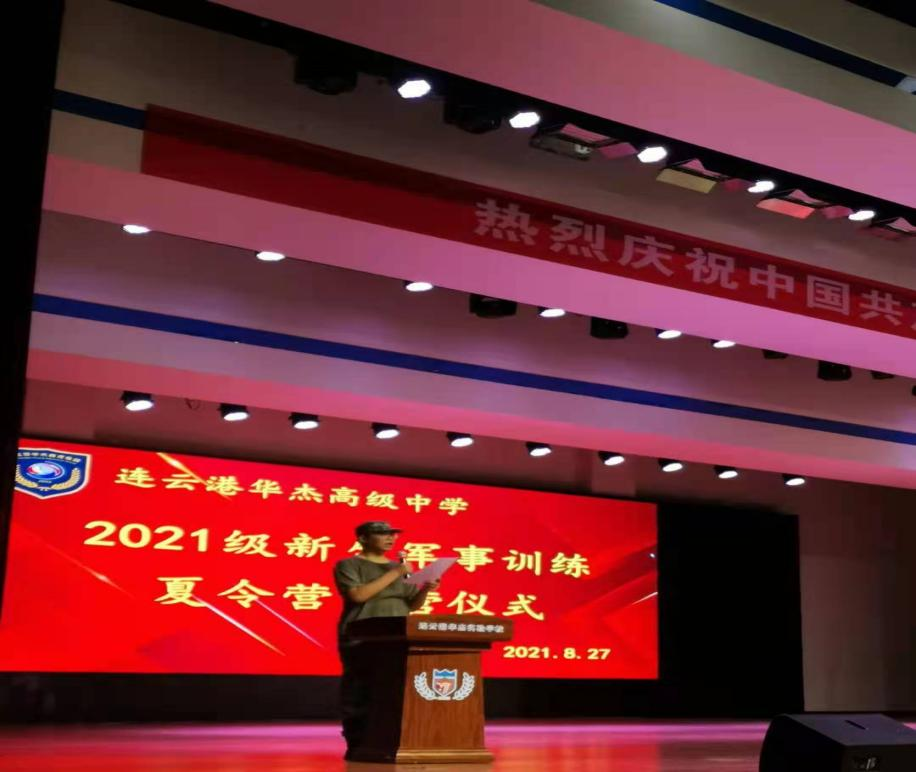 热烈庆祝中国共
连云港华杰高级中学
2021级新 军事训练
夏令营 营仪式
2021.8.27